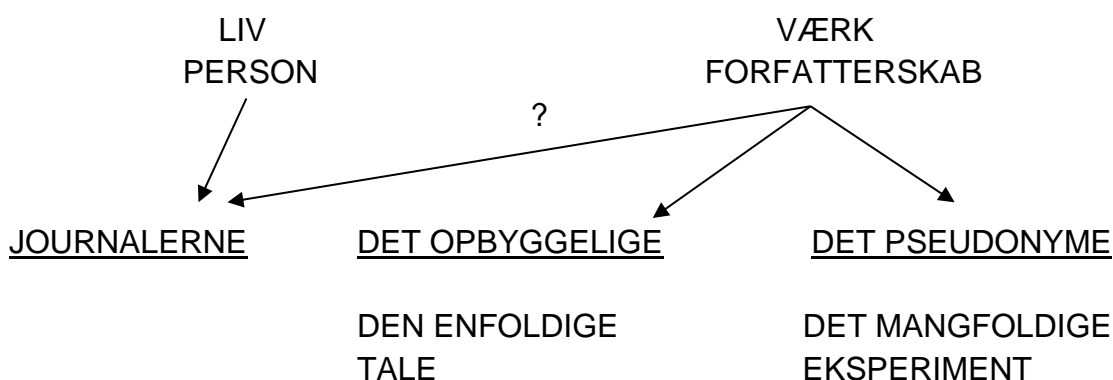 LIV
PERSON
VÆRK
FORFATTERSKAB
?
JOURNALERNE
DET OPBYGGELIGE
DET PSEUDONYME
DEN ENFOLDIGE
TALE
DET MANGFOLDIGE
EKSPERIMENT